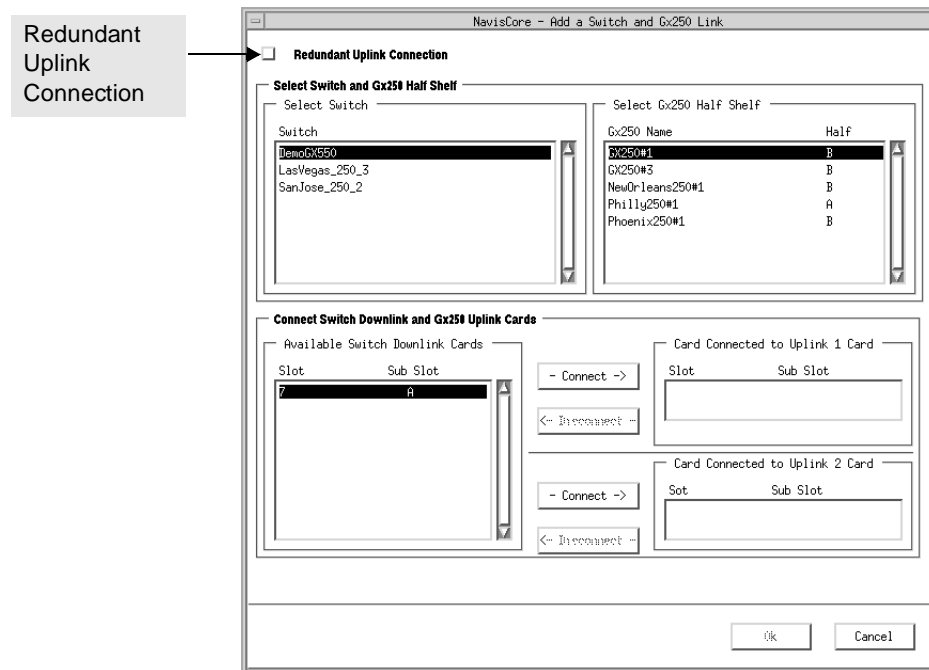 Redundant
Uplink
Connection
NavisCore - Add a Switch and Gx250 Link
Redundant Uplink Connection
Select Switch and Gx250 Half Shelf
Select Switch
Switch
DemoGX550
LasVegas_250_3
SanJose_250_2
Select Gx250 Half Shelf
Gx250 Name Half
GX250#1 B
GX250#3 B
NewOrleans250#1 B
Philly250#1 A
Phoenix250#1 B
Connect Switch Downlink and Gx250 Uplink Cards
Available Switch Downlink Cards
Slot Sub Slot
7 A
- Connect ->
<- Disconnect -
Card Connected to Uplink 1 Card
Slot Sub Slot
- Connect ->
<- Disconnect -
Card Connected to Uplink 2 Card
Sot Sub Slot
Ok
Cancel